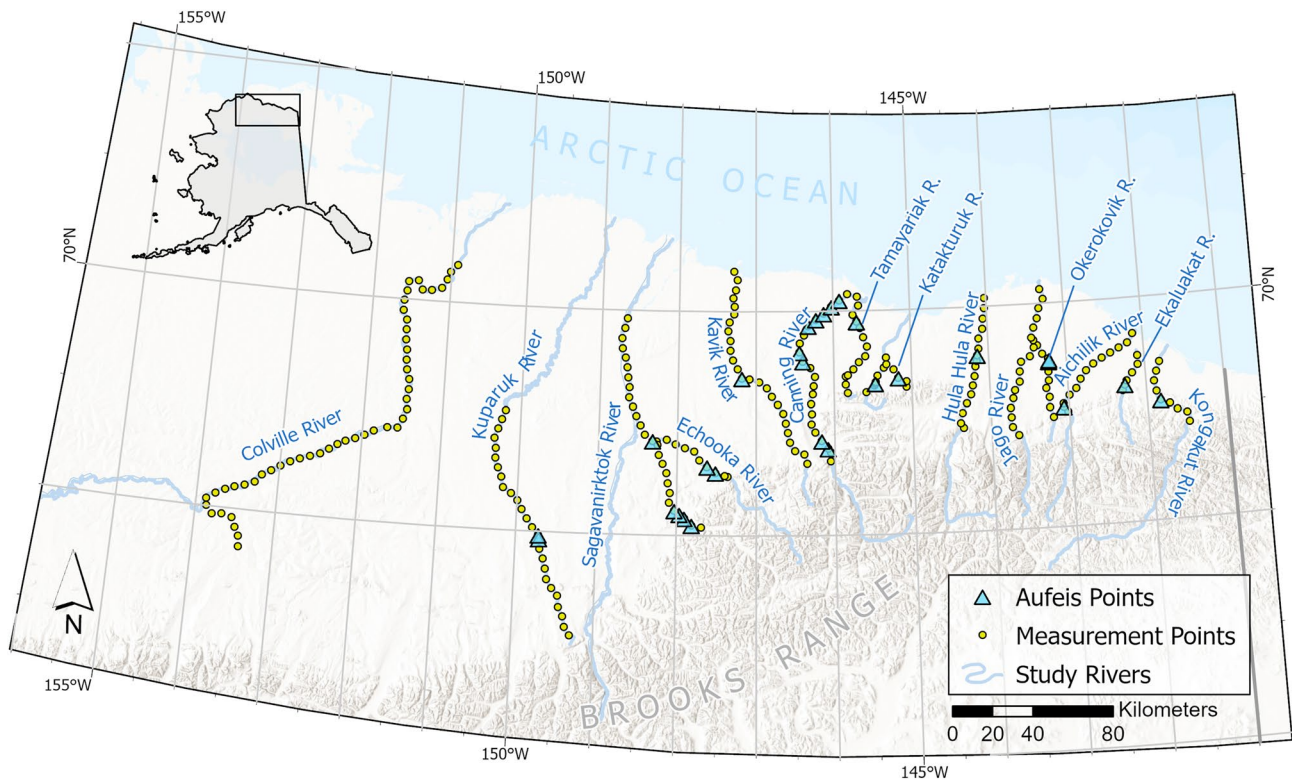 155°W
150°W
145°W
ARCTIC OCEAN
70°N
70°N
Tamayariak R.
Katakturuk R.
Okerokovik R.
Ekaluakat R.
Colville River
Kuparuk River
Sagavanirktok River
Echooka River
Kavik River
Canning River
Hula Hula River
Jago River
Aichilik River
Kongakut River
BROOKS RANGE
N
Aufeis Points
Measurement Points
Study Rivers
Kilometers
0 20 40 80
155°W
150°W
145°W